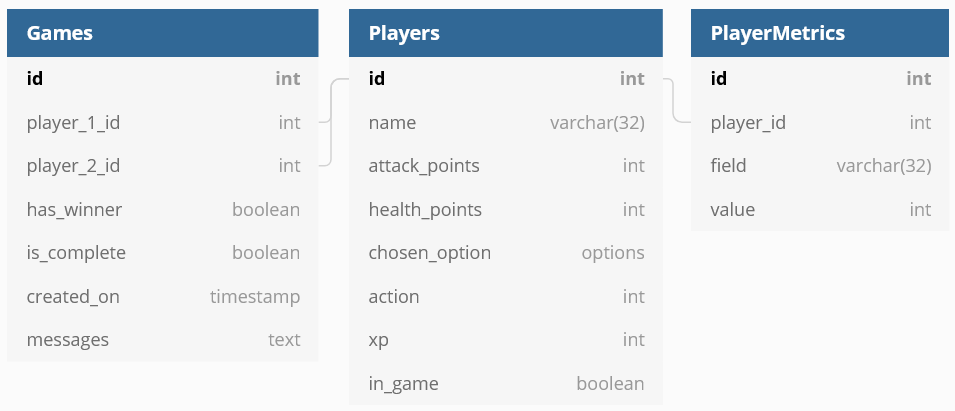 Games
id int
player_1_id int
player_2_id int
has_winner boolean
is_complete boolean
created_on timestamp
messages text
Players
id int
name varchar(32)
attack_points int
health_points int
chosen_option options
action int
xp int
in_game boolean
PlayerMetrics
id int
player_id int
field varchar(32)
value int